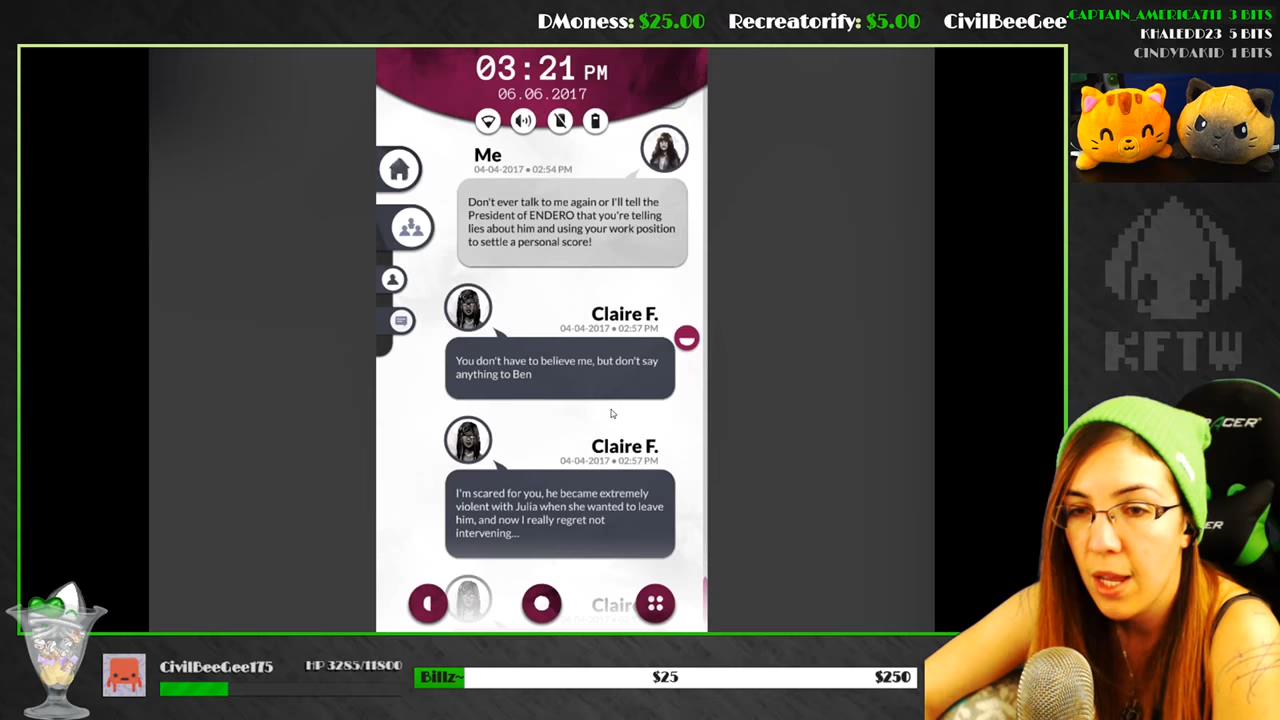 DMoness: $25.00 Recreatorify: $5.00 CivilBeeGee
CAPTAIN_AMERICA711 3 BITS
KHALEDD23 5 BITS
CINDYDAKID 1 BITS
03:21 PM
06.06.2017
Me
04-04-2017 • 02:54 PM
Don't ever talk to me again or I'll tell the
President of ENDERO that you're telling
lies about him and using your work position
to settle a personal score!
Claire F.
04-04-2017 • 02:57 PM
You don't have to believe me, but don't say
anything to Ben
Claire F.
04-04-2017 • 02:57 PM
I'm scared for you, he became extremely
violent with Julia when she wanted to leave
him, and now I really regret not
intervening...
Clair
KFTW
CivilBeeGee175 HP 3285/11800
Billz~ $25 $250